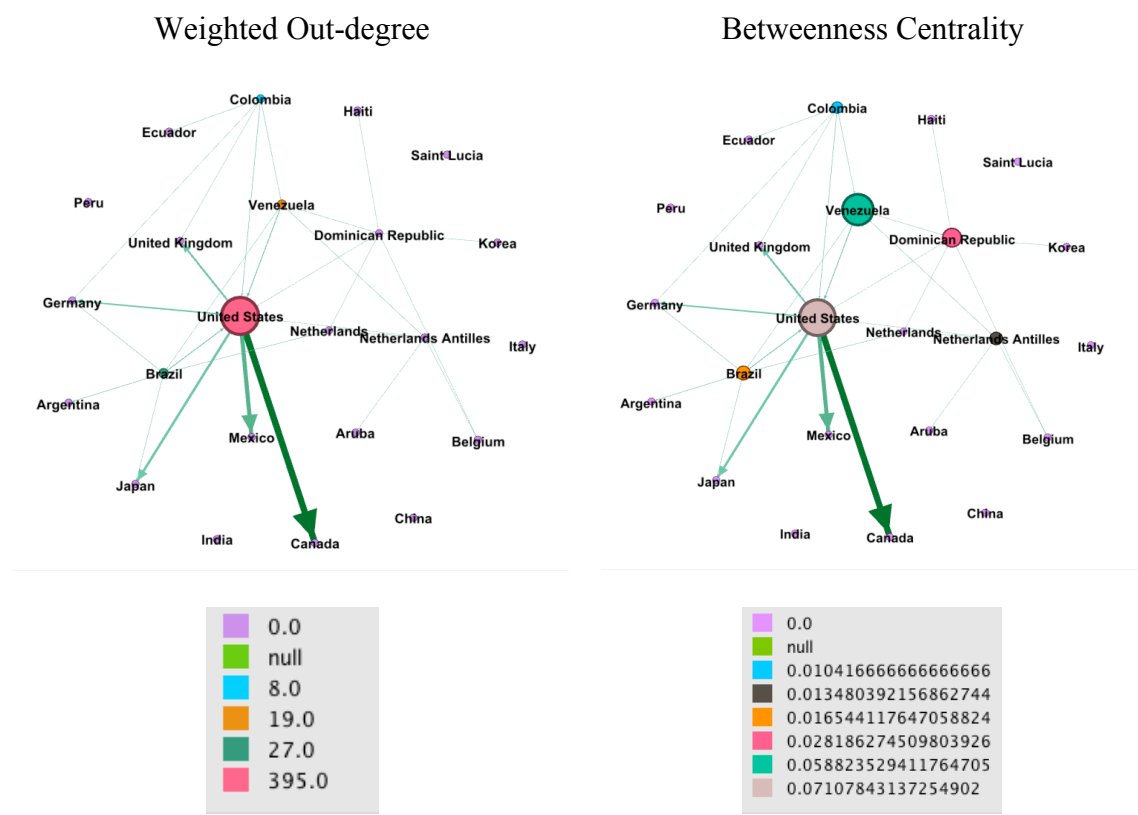 Weighted Out-degree
Colombia
Haiti
Ecuador
Saint Lucia
Peru
Venezuela
United Kingdom
Dominican Republic
Korea
Germany
United States
Netherlands
Netherlands Antilles
Italy
Brazil
Argentina
Mexico
Aruba
Belgium
Japan
China
India
Canada
0.0
null
8.0
19.0
27.0
395.0
Betweenness Centrality
Colombia
Haiti
Ecuador
Saint Lucia
Peru
Venezuela
United Kingdom
Dominican Republic
Korea
Germany
United States
Netherlands
Netherlands Antilles
Italy
Brazil
Argentina
Mexico
Aruba
Belgium
Japan
China
India
Canada
0.0
null
0.010416666666666666
0.013480392156862744
0.016544117647058824
0.028186274509803926
0.058823529411764705
0.07107843137254902